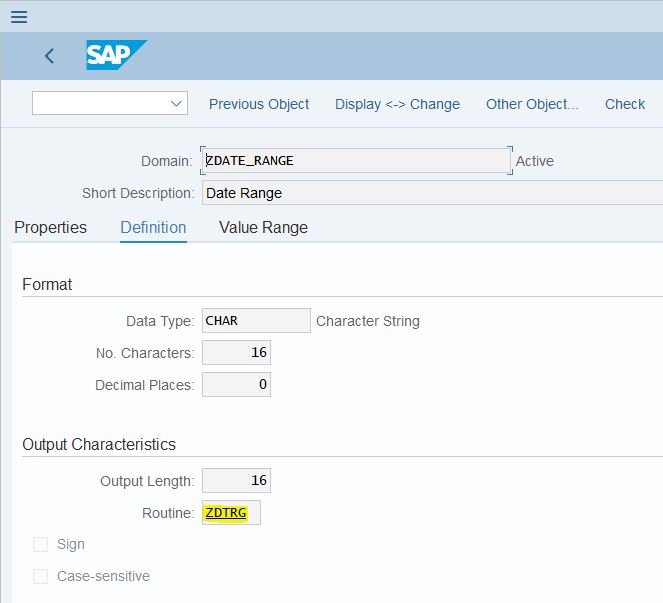 SAP
Previous Object Display <-> Change Other Object... Check
Domain: ZDATE_RANGE Active
Short Description: Date Range
Properties Definition Value Range
Format
Data Type: CHAR Character String
No. Characters: 16
Decimal Places: 0
Output Characteristics
Output Length: 16
Routine: ZDTRG
Sign
Case-sensitive